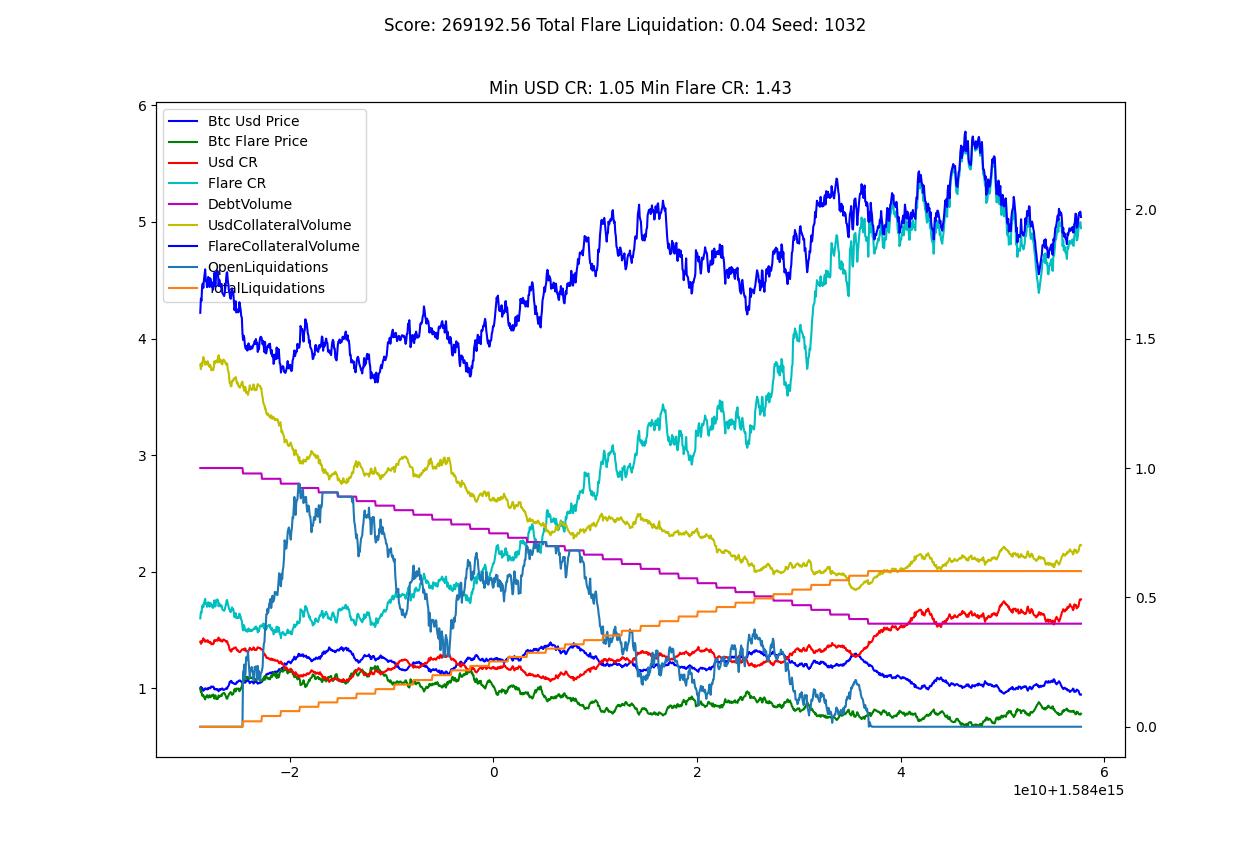 Score: 269192.56 Total Flare Liquidation: 0.04 Seed: 1032
Min USD CR: 1.05 Min Flare CR: 1.43
Btc Usd Price
Btc Flare Price
Usd CR
Flare CR
DebtVolume
UsdCollateralVolume
FlareCollateralVolume
OpenLiquidations
TotalLiquidations
6
5
4
3
2
1
2.0
1.5
1.0
0.5
0.0
−2 0 2 4 6
1e10+1.584e15